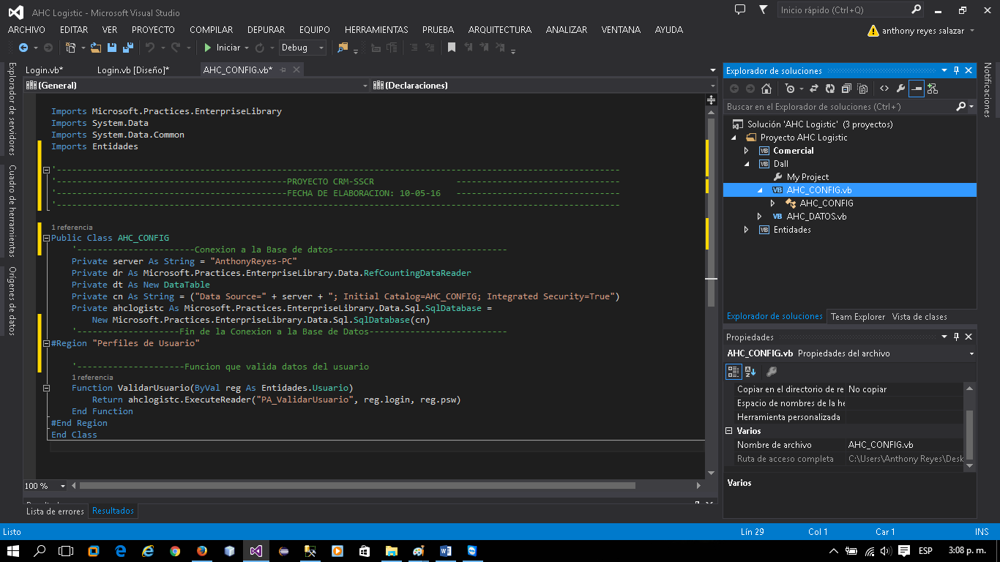 AHC Logistic - Microsoft Visual Studio
Inicio rápido (Ctrl+Q)
ARCHIVO EDITAR VER PROYECTO COMPILAR DEPURAR EQUIPO HERRAMIENTAS PRUEBA ARQUITECTURA ANALIZAR VENTANA AYUDA
anthony reyes salazar
Iniciar Debug
Explorador de servidores
Cuadro de herramientas
Orígenes de datos
Login.vb* Login.vb [Diseño]* AHC_CONFIG.vb*
(General) (Declaraciones)
Imports Microsoft.Practices.EnterpriseLibrary
Imports System.Data
Imports System.Data.Common
Imports Entidades
'--------------------------------------------------------------------------------------------------------------
'---------------------------------------------PROYECTO CRM-SSCR                --------------------------------
'---------------------------------------------FECHA DE ELABORACION: 10-05-16   --------------------------------
'--------------------------------------------------------------------------------------------------------------
1 referencia
Public Class AHC_CONFIG
'-----------------------Conexion a la Base de datos----------------------------------
Private server As String = "AnthonyReyes-PC"
Private dr As Microsoft.Practices.EnterpriseLibrary.Data.RefCountingDataReader
Private dt As New DataTable
Private cn As String = ("Data Source=" + server + "; Initial Catalog=AHC_CONFIG; Integrated Security=True")
Private ahclogistc As Microsoft.Practices.EnterpriseLibrary.Data.Sql.SqlDatabase =
New Microsoft.Practices.EnterpriseLibrary.Data.Sql.SqlDatabase(cn)
'--------------------Fin de la Conexion a la Base de Datos---------------------------
#Region "Perfiles de Usuario"
'---------------------Funcion que valida datos del usuario
1 referencia
Function ValidarUsuario(ByVal reg As Entidades.Usuario)
Return ahclogistc.ExecuteReader("PA_ValidarUsuario", reg.login, reg.psw)
End Function
#End Region
End Class
100 %
Lista de errores Resultados
Explorador de soluciones
Buscar en el Explorador de soluciones (Ctrl+´)
Solución 'AHC Logistic' (3 proyectos)
Proyecto AHC Logistic
VB Comercial
VB Dall
My Project
VB AHC_CONFIG.vb
AHC_CONFIG
VB AHC_DATOS.vb
VB Entidades
Explorador de soluciones Team Explorer Vista de clases
Propiedades
AHC_CONFIG.vb Propiedades del archivo
Copiar en el directorio de re No copiar
Espacio de nombres de la he
Herramienta personalizada
Varios
Nombre de archivo AHC_CONFIG.vb
Ruta de acceso completa C:\Users\Anthony Reyes\Desk
Varios
Notificaciones
Listo Lín 29 Col 1 Car 1 INS
ESP 3:08 p. m.